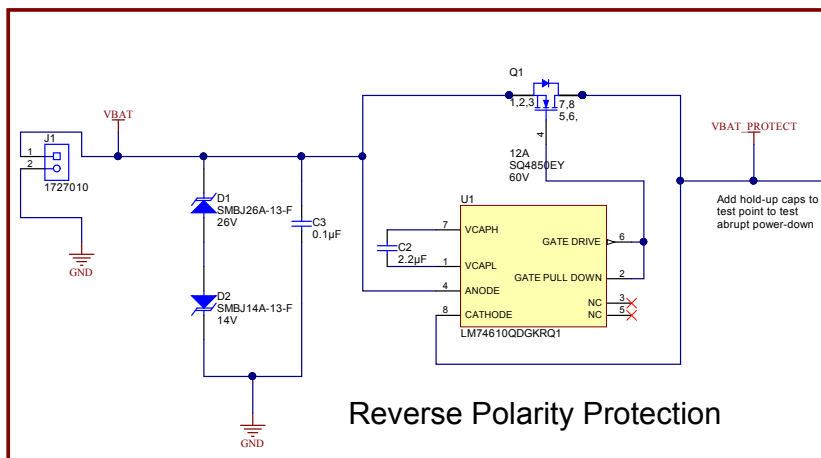 Q1
1,2,3
7,8
5,6,
4
12A
SQ4850EY
60V
VBAT
VBAT_PROTECT
J1
1
2
1727010
GND
Add hold-up caps to
test point to test
abrupt power-down
D1
SMBJ26A-13-F
26V
C3
0.1µF
D2
SMBJ14A-13-F
14V
GND
C2
2.2µF
U1
7
VCAPH
1
VCAPL
4
ANODE
8
CATHODE
GATE DRIVE
6
GATE PULL DOWN
2
NC
3
NC
5
LM74610QDGKRQ1
Reverse Polarity Protection